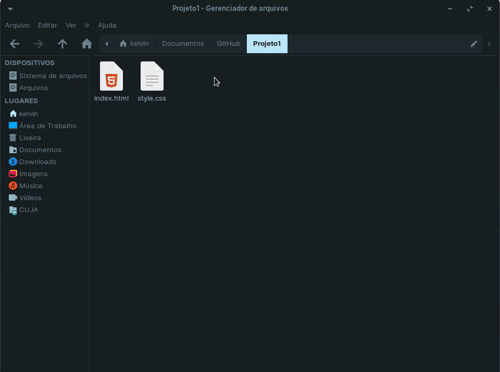 Projeto1 - Gerenciador de arquivos
Arquivo Editar Ver Ir Ajuda
kelvin Documentos GitHub Projeto1
DISPOSITIVOS
Sistema de arquivos
Arquivos
LUGARES
kelvin
Área de Trabalho
Lixeira
Documentos
Downloads
Imagens
Música
Vídeos
CUJA
index.html style.css